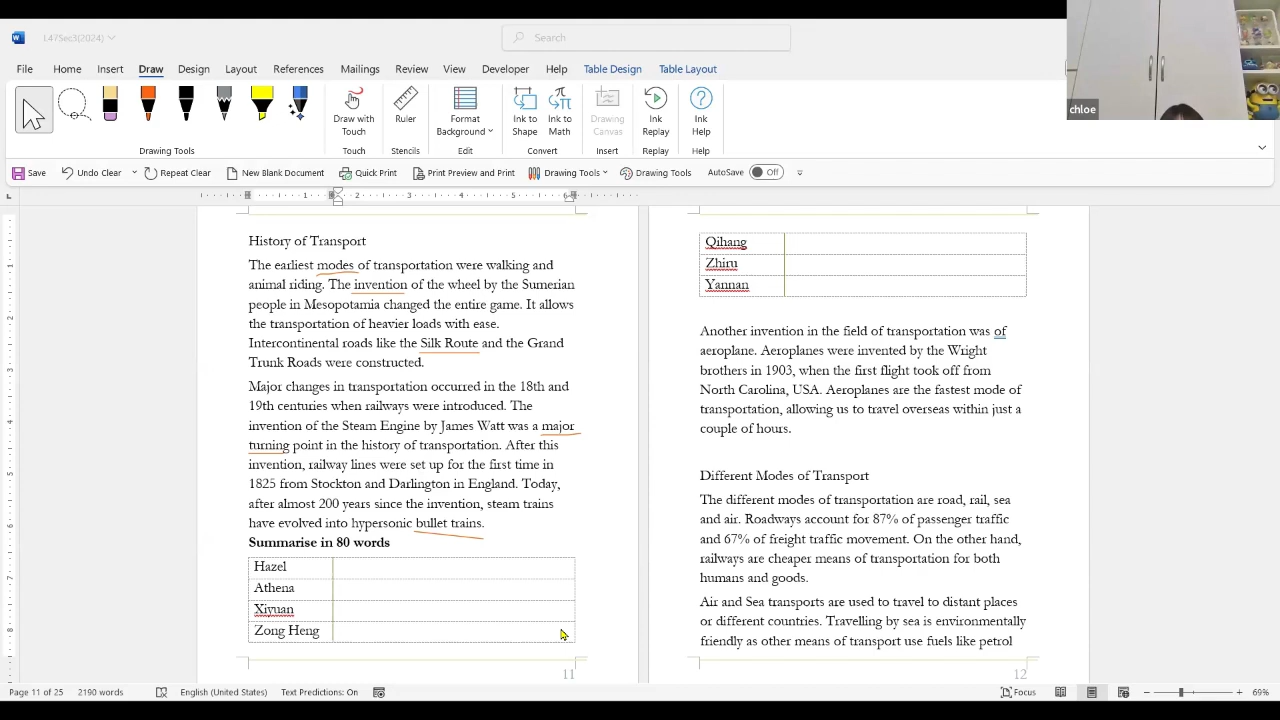 L47Sec3(2024)
Search
File Home Insert Draw Design Layout References Mailings Review View Developer Help Table Design Table Layout
Draw with Touch
Ruler
Format Background
Ink to Shape
Ink to Math
Drawing Canvas
Ink Replay
Ink Help
Drawing Tools Touch Stencils Edit Convert Insert Replay Help
chloe
Save Undo Clear Repeat Clear New Blank Document Quick Print Print Preview and Print Drawing Tools Drawing Tools AutoSave Off
History of Transport
The earliest modes of transportation were walking and
animal riding. The invention of the wheel by the Sumerian
people in Mesopotamia changed the entire game. It allows
the transportation of heavier loads with ease.
Intercontinental roads like the Silk Route and the Grand
Trunk Roads were constructed.
Major changes in transportation occurred in the 18th and
19th centuries when railways were introduced. The
invention of the Steam Engine by James Watt was a major
turning point in the history of transportation. After this
invention, railway lines were set up for the first time in
1825 from Stockton and Darlington in England. Today,
after almost 200 years since the invention, steam trains
have evolved into hypersonic bullet trains.
Summarise in 80 words
Hazel
Athena
Xiyuan
Zong Heng
11
Qihang
Zhiru
Yannan
Another invention in the field of transportation was of
aeroplane. Aeroplanes were invented by the Wright
brothers in 1903, when the first flight took off from
North Carolina, USA. Aeroplanes are the fastest mode of
transportation, allowing us to travel overseas within just a
couple of hours.
Different Modes of Transport
The different modes of transportation are road, rail, sea
and air. Roadways account for 87% of passenger traffic
and 67% of freight traffic movement. On the other hand,
railways are cheaper means of transportation for both
humans and goods.
Air and Sea transports are used to travel to distant places
or different countries. Travelling by sea is environmentally
friendly as other means of transport use fuels like petrol
12
Page 11 of 25 2190 words English (United States) Text Predictions: On Focus 69%